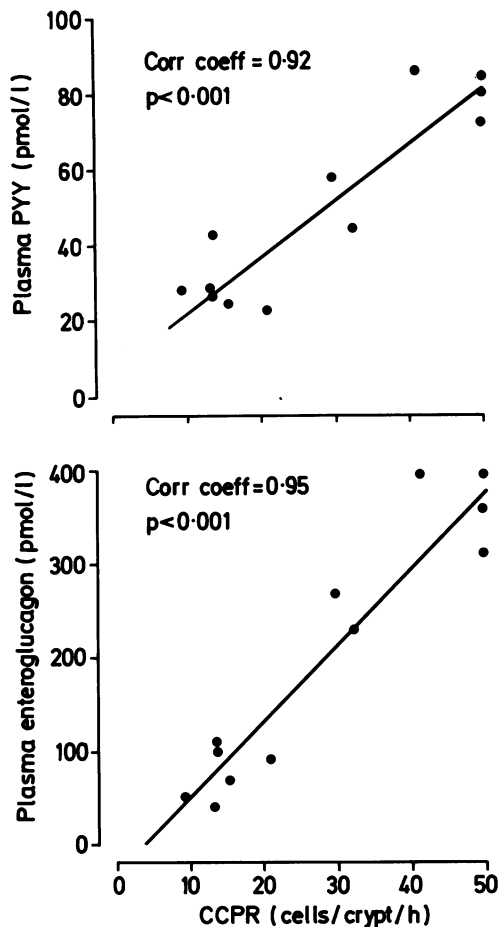 100
80
60
40
20
0
Plasma PYY (pmol/l)
Corr coeff = 0·92
p<0·001
400
300
200
100
0
Plasma enteroglucagon (pmol/l)
Corr coeff=0·95
p<0·001
0 10 20 30 40 50
CCPR (cells/crypt/h)